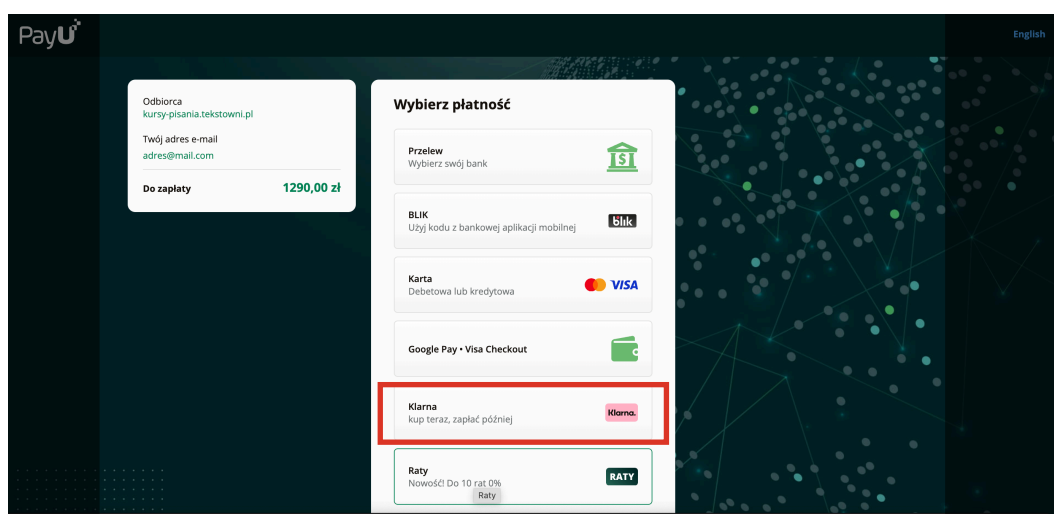 PayU
English
Odbiorca
kursy-pisania.tekstowni.pl
Twój adres e-mail
adres@mail.com
Do zapłaty 1290,00 zł
Wybierz płatność
Przelew
Wybierz swój bank
BLIK
Użyj kodu z bankowej aplikacji mobilnej
blik
Karta
Debetowa lub kredytowa
VISA
Google Pay • Visa Checkout
Klarna
kup teraz, zapłać później
Klarna.
Raty
Nowość! Do 10 rat 0%
RATY
Raty